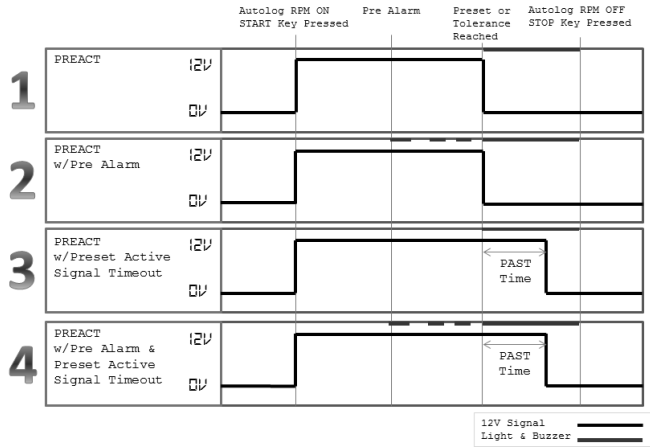 Autolog RPM ON
START Key Pressed
Pre Alarm
Preset or
Tolerance
Reached
Autolog RPM OFF
STOP Key Pressed
1
PREACT
12V
0V
2
PREACT
w/Pre Alarm
12V
0V
3
PREACT
w/Preset Active
Signal Timeout
12V
0V
PAST
Time
4
PREACT
w/Pre Alarm &
Preset Active
Signal Timeout
12V
0V
PAST
Time
12V Signal
Light & Buzzer